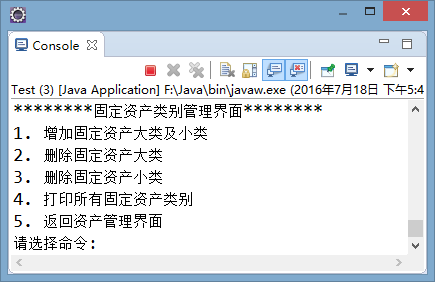 Console
Test (3) [Java Application] F:\Java\bin\javaw.exe (2016年7月18日 下午5:4
********固定资产类别管理界面********
1. 增加固定资产大类及小类
2. 删除固定资产大类
3. 删除固定资产小类
4. 打印所有固定资产类别
5. 返回资产管理界面
请选择命令: